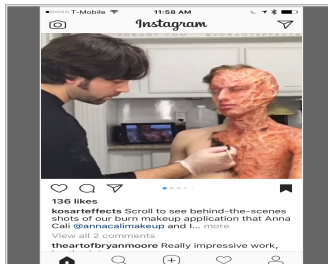 T-Mobile 11:58 AM
Instagram
136 likes
kosarteffects Scroll to see behind-the-scenes
shots of our burn makeup application that Anna
Cali @annacalimakeup and I... more
View all 2 comments
theartofbryanmoore Really impressive work,